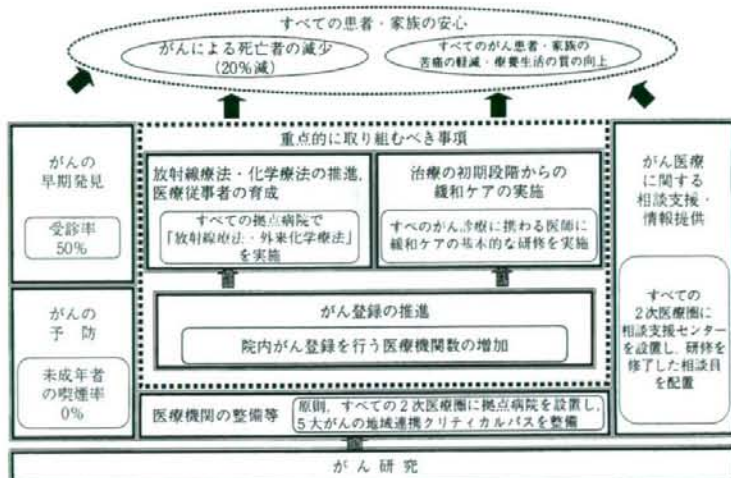 すべての患者・家族の安心
がんによる死亡者の減少
(20％減)
すべてのがん患者・家族の
苦痛の軽減・療養生活の質の向上
がんの
早期発見
受診率
50％
がんの
予　防
未成年者
の喫煙率
0％
重点的に取り組むべき事項
放射線療法・化学療法の推進,
医療従事者の育成
すべての拠点病院で
「放射線療法・外来化学療法」
を実施
治療の初期段階からの
緩和ケアの実施
すべのがん診療に携わる医師に
緩和ケアの基本的な研修を実施
がん登録の推進
院内がん登録を行う医療機関数の増加
医療機関の整備等
原則，すべての2次医療圏に拠点病院を設置し,
5大がんの地域連携クリティカルパスを整備
がん医療
に関する
相談支援・
情報提供
すべての
2次医療圏に
相談支援センター
を設置し，研修を
修了した相談員
を配置
が ん 研 究